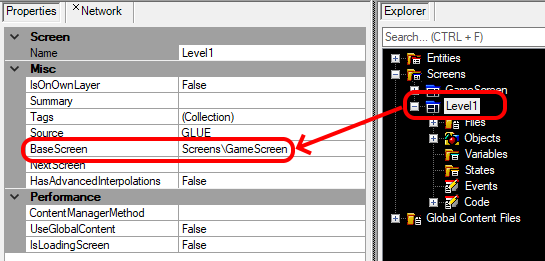 Properties
Network
Screen
Name Level1
Misc
IsOnOwnLayer False
Summary
Tags (Collection)
Source GLUE
BaseScreen Screens\GameScreen
NextScreen
HasAdvancedInterpolations False
Performance
ContentManagerMethod
UseGlobalContent False
IsLoadingScreen False
Explorer
Search... (CTRL + F)
Entities
Screens
GameScreen
Level1
Files
Objects
Variables
States
Events
Code
Global Content Files